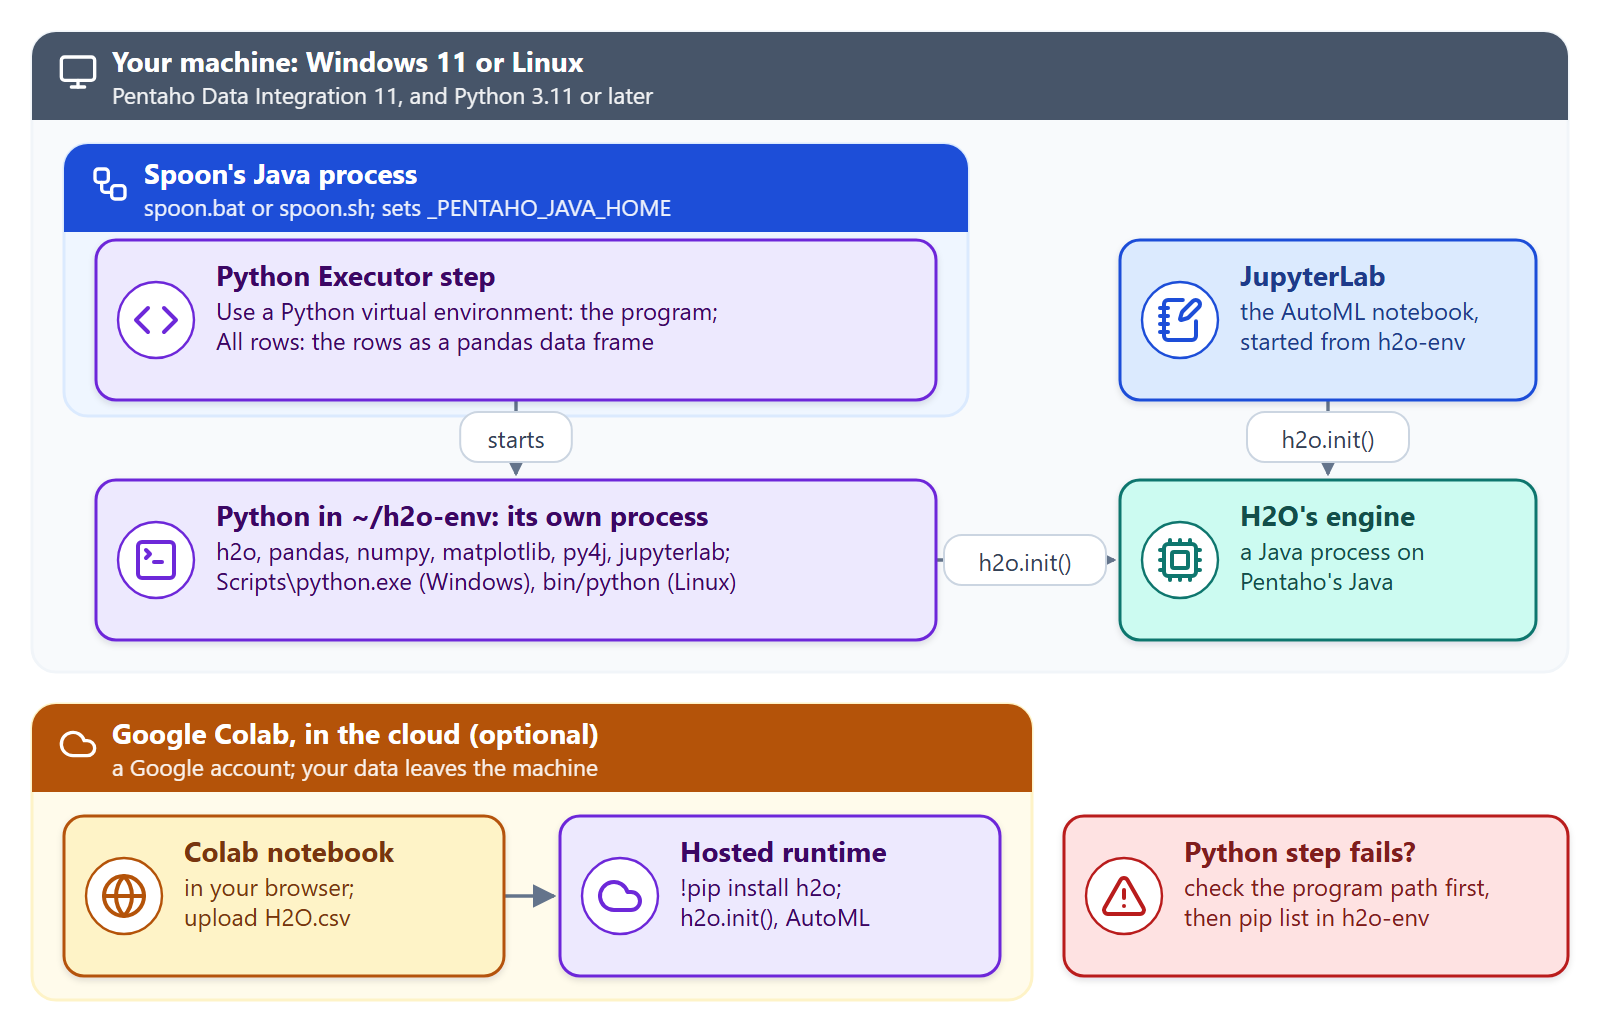 Your machine: Windows 11 or Linux
Pentaho Data Integration 11, and Python 3.11 or later
Spoon's Java process
spoon.bat or spoon.sh; sets _PENTAHO_JAVA_HOME
Python Executor step
Use a Python virtual environment: the program;
All rows: the rows as a pandas data frame
JupyterLab
the AutoML notebook,
started from h2o-env
starts
h2o.init()
Python in ~/h2o-env: its own process
h2o, pandas, numpy, matplotlib, py4j, jupyterlab;
Scripts\python.exe (Windows), bin/python (Linux)
h2o.init()
H2O's engine
a Java process on
Pentaho's Java
Google Colab, in the cloud (optional)
a Google account; your data leaves the machine
Colab notebook
in your browser;
upload H2O.csv
Hosted runtime
!pip install h2o;
h2o.init(), AutoML
Python step fails?
check the program path first,
then pip list in h2o-env